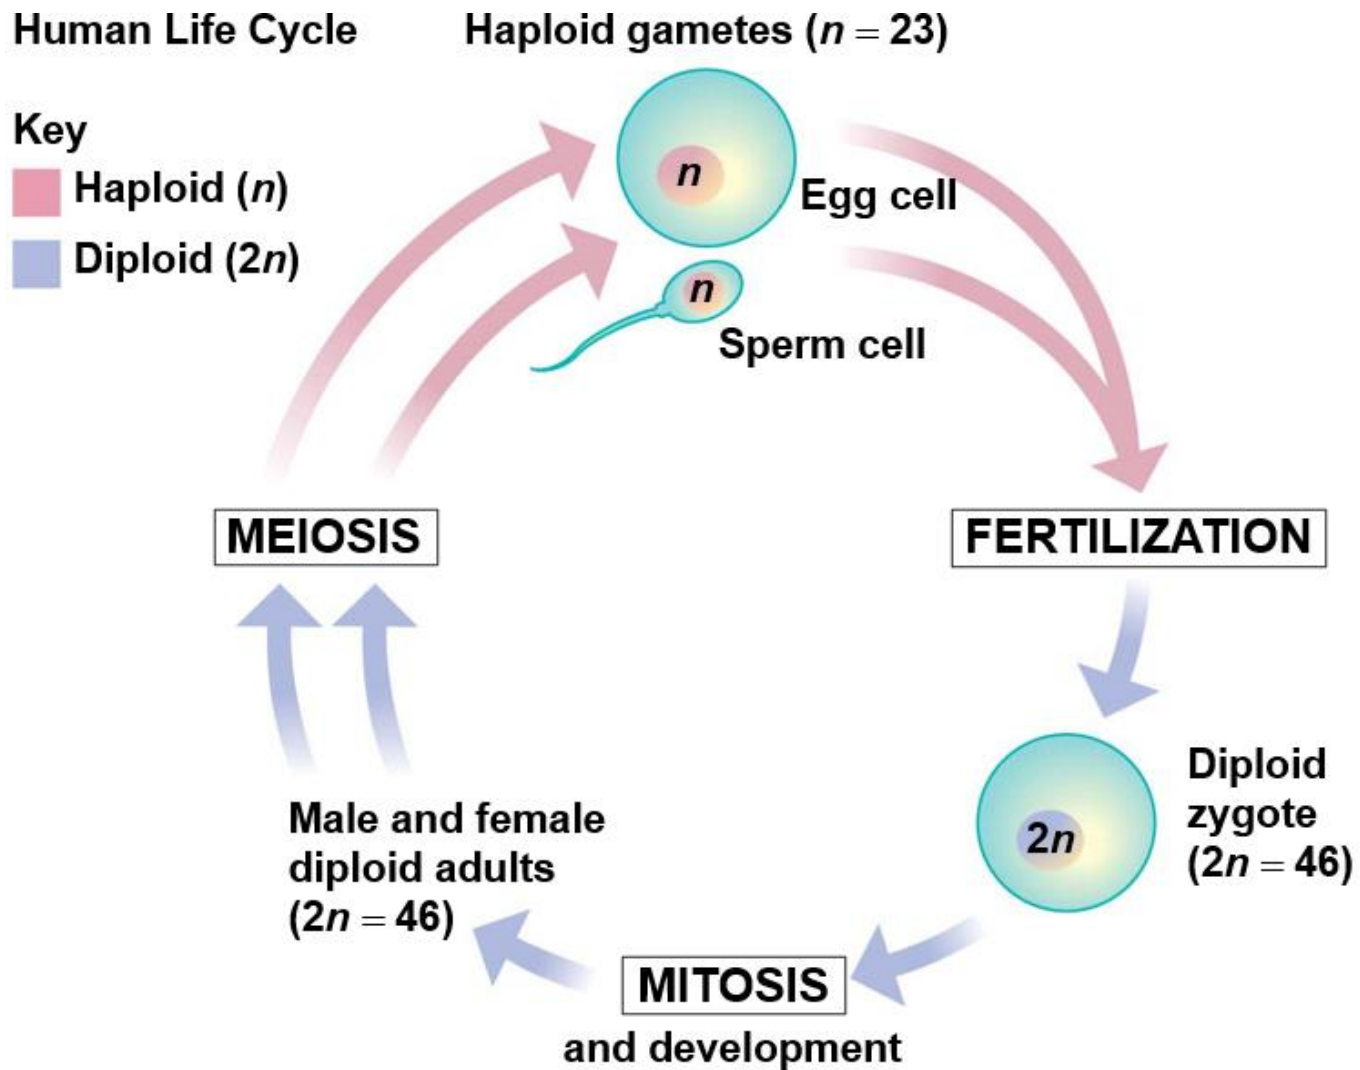 Human Life Cycle
Haploid gametes (n = 23)
Key
Haploid (n)
Diploid (2n)
n
Egg cell
n
Sperm cell
MEIOSIS
FERTILIZATION
2n
Diploid
zygote
(2n = 46)
Male and female
diploid adults
(2n = 46)
MITOSIS
and development